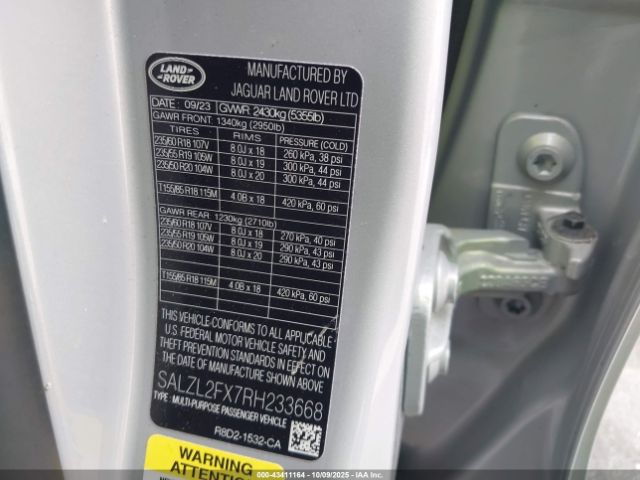 LAND
ROVER
MANUFACTURED BY
JAGUAR LAND ROVER LTD
DATE : 09/23 GVWR: 2430kg (5355lb)
GAWR FRONT: 1340kg (2950lb)
TIRES RIMS PRESSURE (COLD)
235/60 R18 107V 8.0J x 18 260 kPa, 38 psi
235/55 R19 105W 8.0J x 19 300 kPa, 44 psi
235/50 R20 104W 8.0J x 20 300 kPa, 44 psi
T155/85 R18 115M 4.0B x 18 420 kPa, 60 psi
GAWR REAR: 1230kg (2710lb)
235/60 R18 107V 8.0J x 18 270 kPa, 40 psi
235/55 R19 105W 8.0J x 19 290 kPa, 43 psi
235/50 R20 104W 8.0J x 20 290 kPa, 43 psi
T155/85 R18 115M 4.0B x 18 420 kPa, 60 psi
THIS VEHICLE CONFORMS TO ALL APPLICABLE
U.S. FEDERAL MOTOR VEHICLE SAFETY AND
THEFT PREVENTION STANDARDS IN EFFECT ON
THE DATE OF MANUFACTURE SHOWN ABOVE.
SALZL2FX7RH233668
TYPE : MULTI-PURPOSE PASSENGER VEHICLE
R8D2-1532-CA
WARNING
ATTENTION
000-43411164 - 10/09/2025 - IAAI.COM